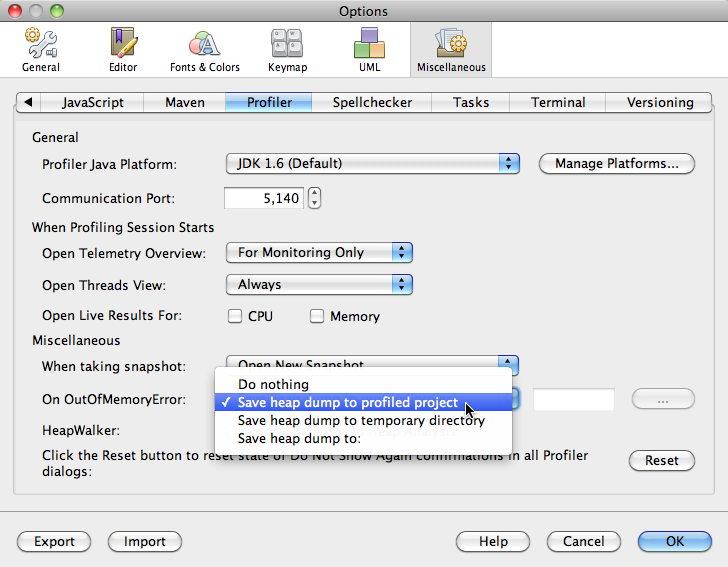 Options
General Editor Fonts & Colors Keymap UML Miscellaneous
JavaScript Maven Profiler Spellchecker Tasks Terminal Versioning
General
Profiler Java Platform: JDK 1.6 (Default) Manage Platforms...
Communication Port: 5,140
When Profiling Session Starts
Open Telemetry Overview: For Monitoring Only
Open Threads View: Always
Open Live Results For: CPU Memory
Miscellaneous
When taking snapshot: Open New Snapshot
Do nothing
On OutOfMemoryError: ✓ Save heap dump to profiled project ...
Save heap dump to temporary directory
HeapWalker: Save heap dump to:
Click the Reset button to reset state of Do Not Show Again confirmations in all Profiler
dialogs: Reset
Export Import Help Cancel OK